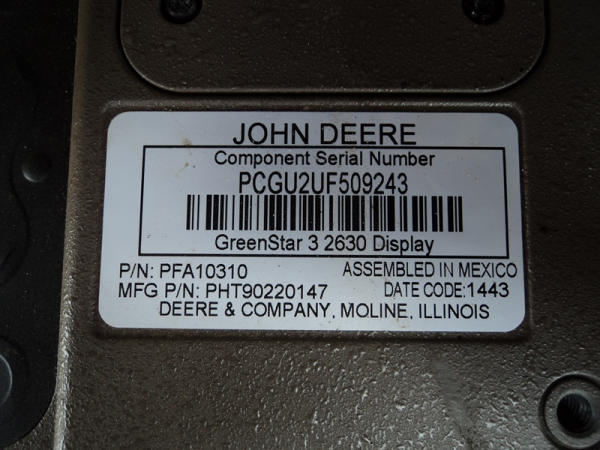 JOHN DEERE
Component Serial Number
PCGU2UF509243
GreenStar 3 2630 Display
P/N: PFA10310 ASSEMBLED IN MEXICO
MFG P/N: PHT90220147 DATE CODE:1443
DEERE & COMPANY, MOLINE, ILLINOIS